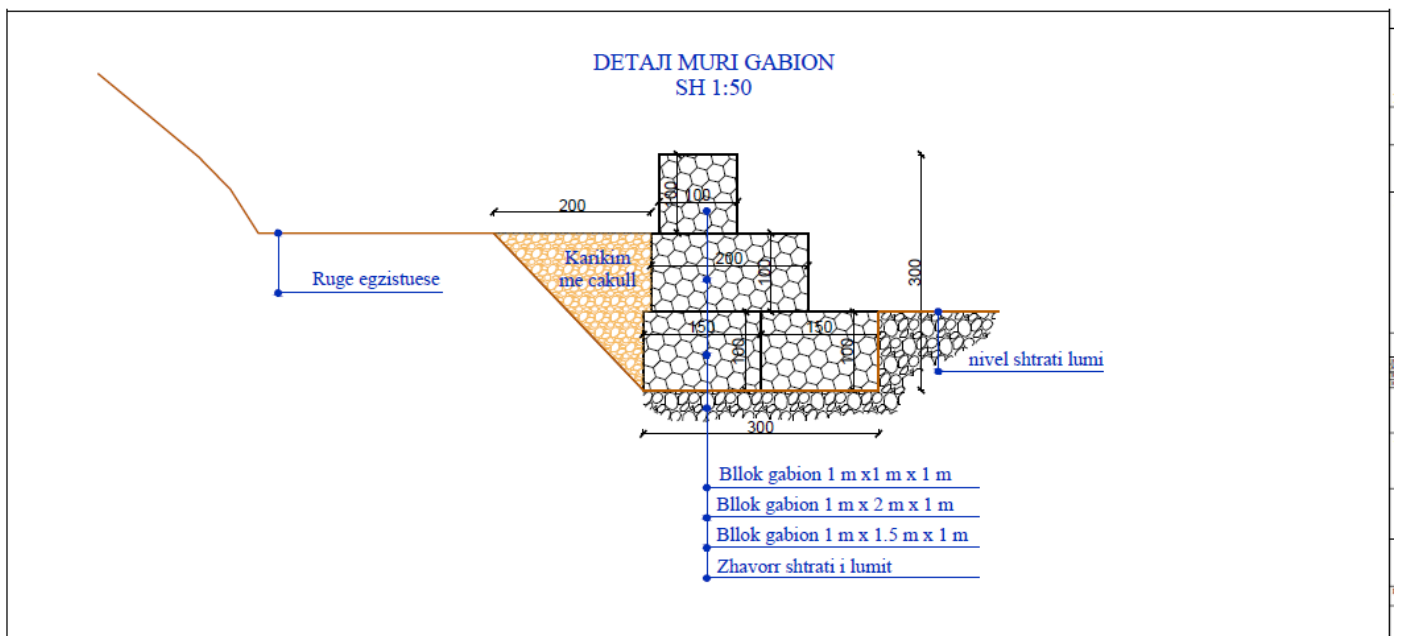 DETAJI MURI GABION
SH 1:50
100
100
200
Karikim
me cakull
200
100
300
Ruge egzistuese
150
150
100
100
nivel shtrati lumi
300
Bllok gabion 1 m x1 m x 1 m
Bllok gabion 1 m x 2 m x 1 m
Bllok gabion 1 m x 1.5 m x 1 m
Zhavorr shtrati i lumit